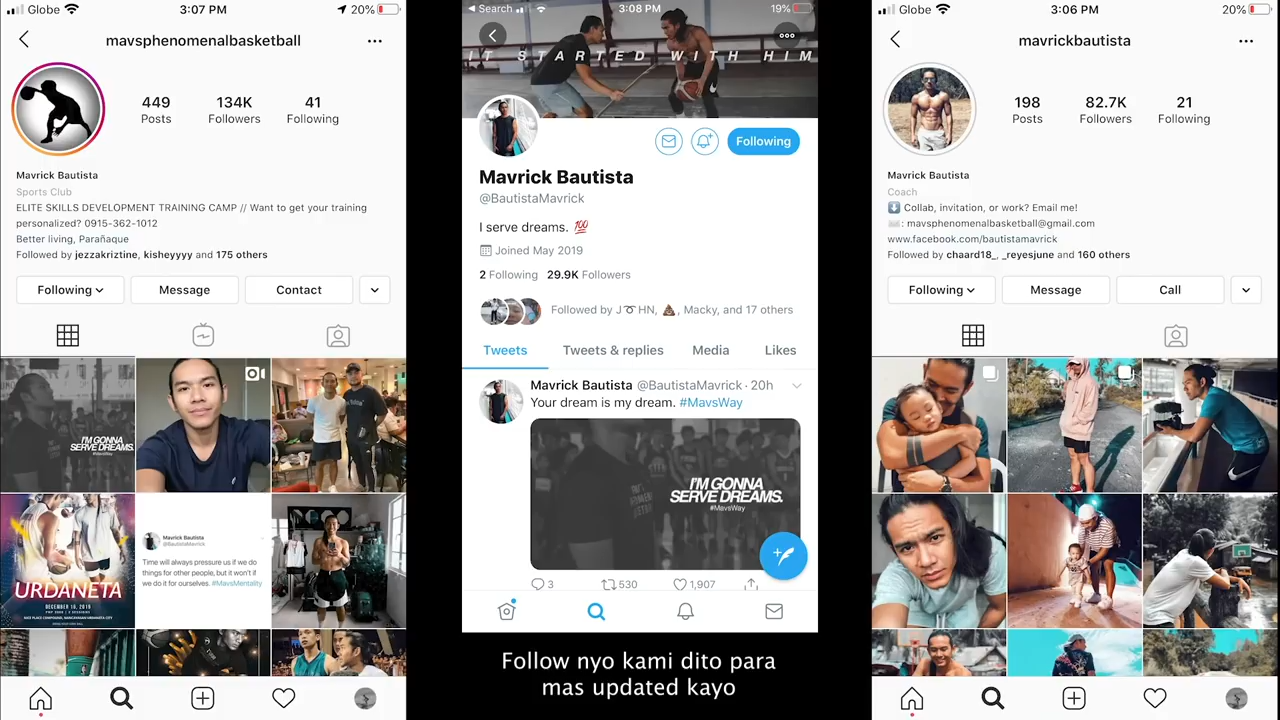 Globe
3:07 PM
20%
mavsphenomenalbasketball
449
134K
41
Posts
Followers
Following
Mavrick Bautista
Sports Club
ELITE SKILLS DEVELOPMENT TRAINING CAMP // Want to get your training
personalized? 0915-362-1012
Better living, Parañaque
Followed by jezzakriztine, kisheyyyy and 175 others
Following
Message
Contact
I'M GONNA
SERVE DREAMS.
#MavsWay
URDANETA
DECEMBER 16, 2019
Mavrick Bautista
@BautistaMavrick
Time will always pressure us if we do
things for other people, but it won't if
we do it for ourselves. #MavsMentality
Search
3:08 PM
19%
IT STARTED WITH HIM
Following
Mavrick Bautista
@BautistaMavrick
I serve dreams. 💯
Joined May 2019
2 Following 29.9K Followers
Followed by J➰HN, 💩, Macky, and 17 others
Tweets
Tweets & replies
Media
Likes
Mavrick Bautista @BautistaMavrick · 20h
Your dream is my dream. #MavsWay
I'M GONNA
SERVE DREAMS.
#MavsWay
3
530
1,907
Follow nyo kami dito para
mas updated kayo
Globe
3:06 PM
20%
mavrickbautista
198
82.7K
21
Posts
Followers
Following
Mavrick Bautista
Coach
⬇️ Collab, invitation, or work? Email me!
✉️: mavsphenomenalbasketball@gmail.com
www.facebook.com/bautistamavrick
Followed by chaard18_, _reyesjune and 160 others
Following
Message
Call